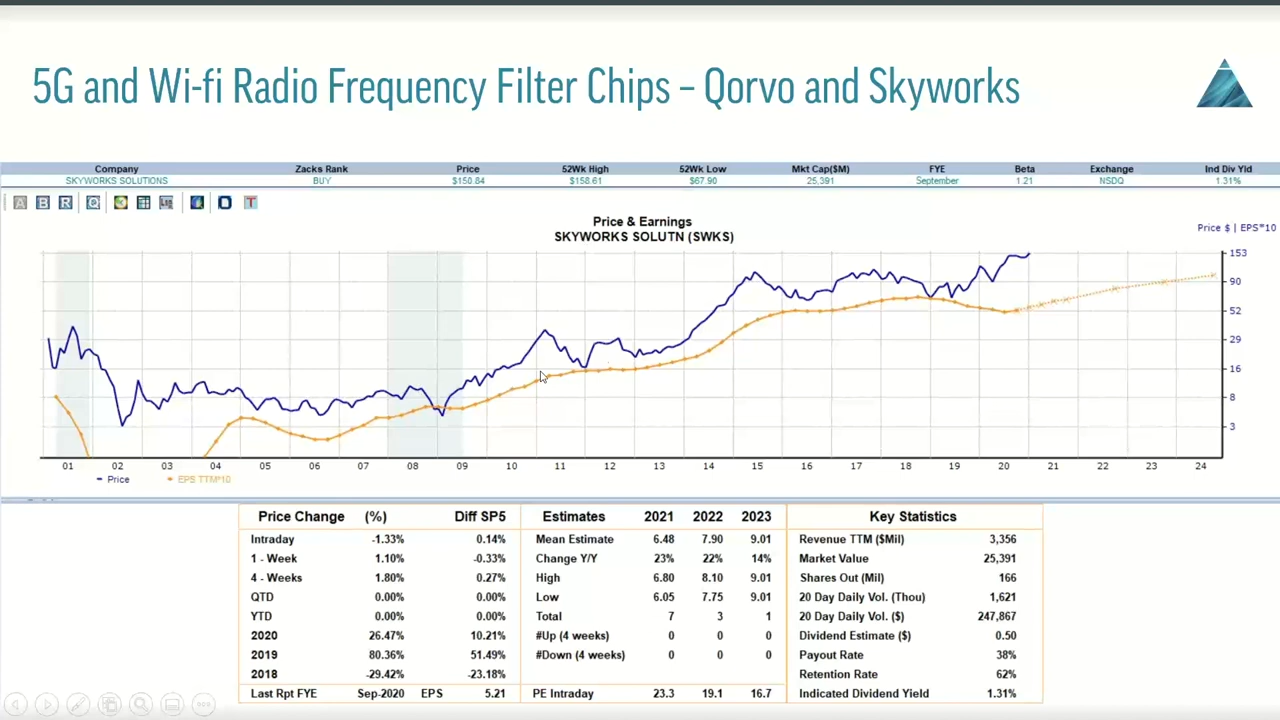 5G and Wi-fi Radio Frequency Filter Chips – Qorvo and Skyworks
Company Zacks Rank Price 52Wk High 52Wk Low Mkt Cap($M) FYE Beta Exchange Ind Div Yld
SKYWORKS SOLUTIONS BUY $150.84 $158.61 $67.90 25,391 September 1.21 NSDQ 1.31%
A B R T
Price & Earnings
SKYWORKS SOLUTN (SWKS)
Price $ | EPS*10
153
90
52
29
16
8
3
01 02 03 04 05 06 07 08 09 10 11 12 13 14 15 16 17 18 19 20 21 22 23 24
Price EPS TTM*10
Price Change (%) Diff SP5 Estimates 2021 2022 2023 Key Statistics
Intraday -1.33% 0.14% Mean Estimate 6.48 7.90 9.01 Revenue TTM ($Mil) 3,356
1 - Week 1.10% -0.33% Change Y/Y 23% 22% 14% Market Value 25,391
4 - Weeks 1.80% 0.27% High 6.80 8.10 9.01 Shares Out (Mil) 166
QTD 0.00% 0.00% Low 6.05 7.75 9.01 20 Day Daily Vol. (Thou) 1,621
YTD 0.00% 0.00% Total 7 3 1 20 Day Daily Vol. ($) 247,867
2020 26.47% 10.21% #Up (4 weeks) 0 0 0 Dividend Estimate ($) 0.50
2019 80.36% 51.49% #Down (4 weeks) 0 0 0 Payout Rate 38%
2018 -29.42% -23.18% Retention Rate 62%
Last Rpt FYE Sep-2020 EPS 5.21 PE Intraday 23.3 19.1 16.7 Indicated Dividend Yield 1.31%